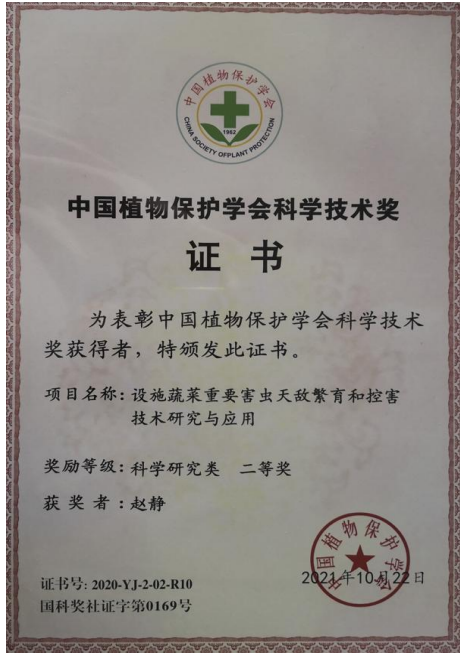 中国植物保护学会
1962
CHINA SOCIETY OFPLANT PROTECTION
中国植物保护学会科学技术奖
证书
为表彰中国植物保护学会科学技术
奖获得者，特颁发此证书。
项目名称：设施蔬菜重要害虫天敌繁育和控害
技术研究与应用
奖励等级：科学研究类 二等奖
获奖者：赵静
中国植物保护学会
2021年10月22日
证书号：2020-YJ-2-02-R10
国科奖社证字第0169号